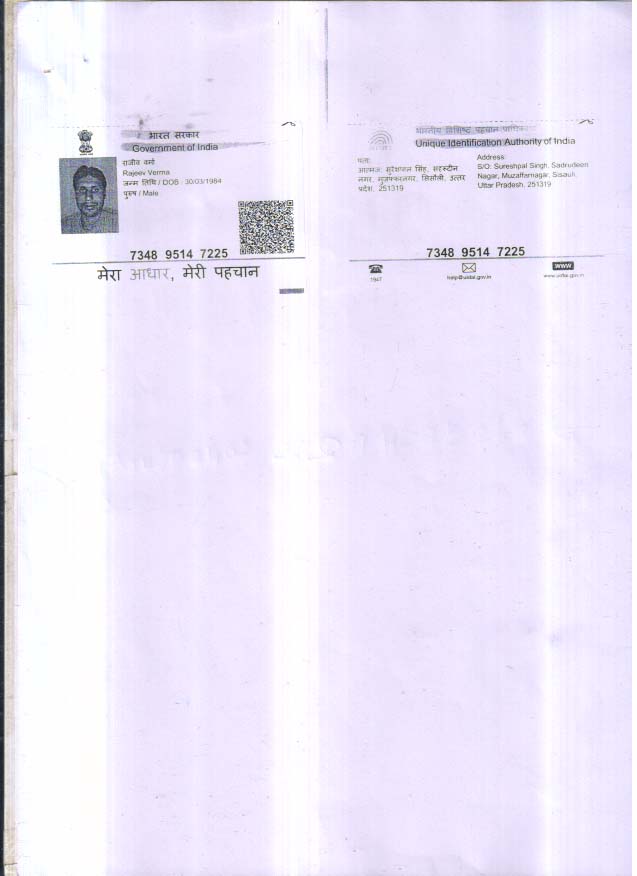 भारत सरकार
Government of India
राजीव वर्मा
Rajeev Verma
जन्म तिथि / DOB : 30/03/1984
पुरुष / Male
7348 9514 7225
मेरा आधार, मेरी पहचान
भारतीय विशिष्ट पहचान
Unique Identification Authority of India
पता:
आत्मज: सुरेशपाल सिंह, सदरूदीन
नगर, मुजफ्फरनगर, सिसौली, उत्तर
प्रदेश, 251319
Address:
S/O: Sureshpal Singh, Sadrudeen
Nagar, Muzaffarnagar, Sisauli,
Uttar Pradesh, 251319
7348 9514 7225
1947
help@uidai.gov.in
www
www.uidai.gov.in